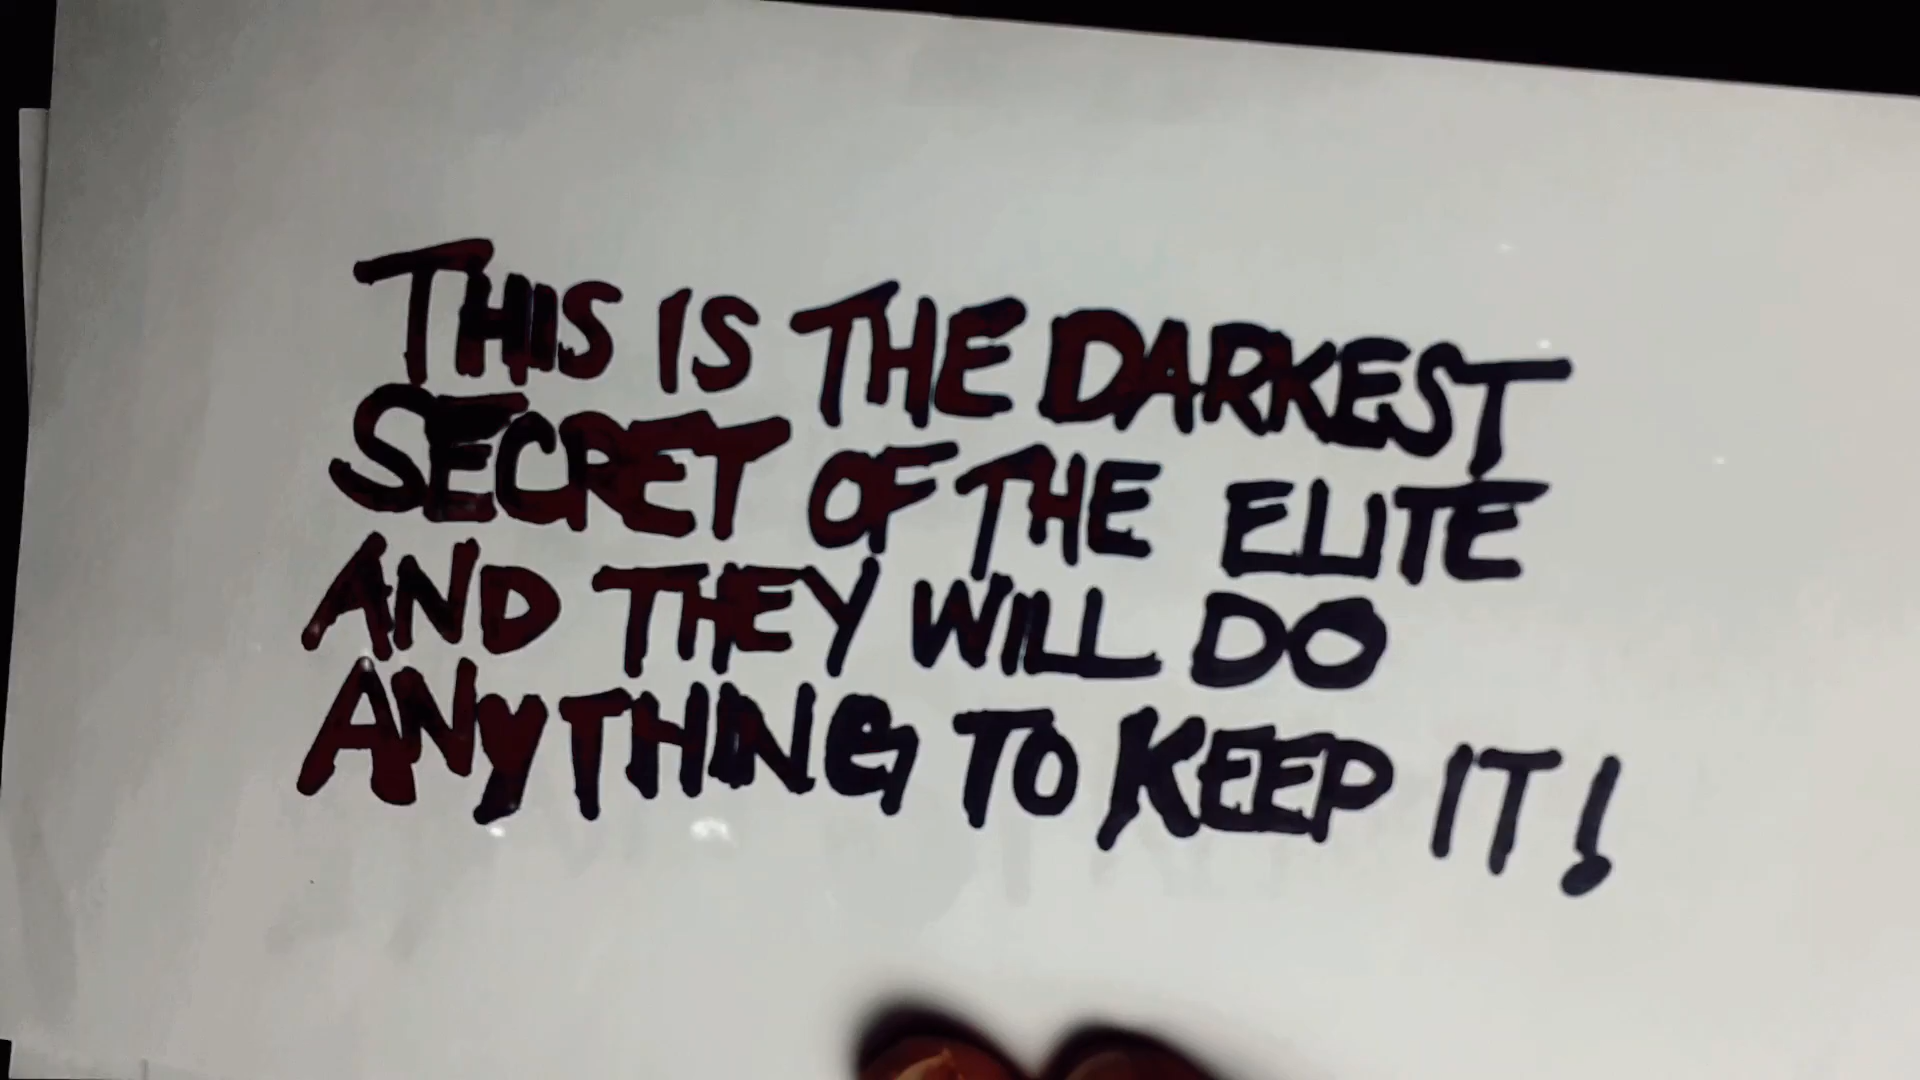 THIS IS THE DARKEST
SECRET OF THE ELITE
AND THEY WILL DO
ANYTHING TO KEEP IT!